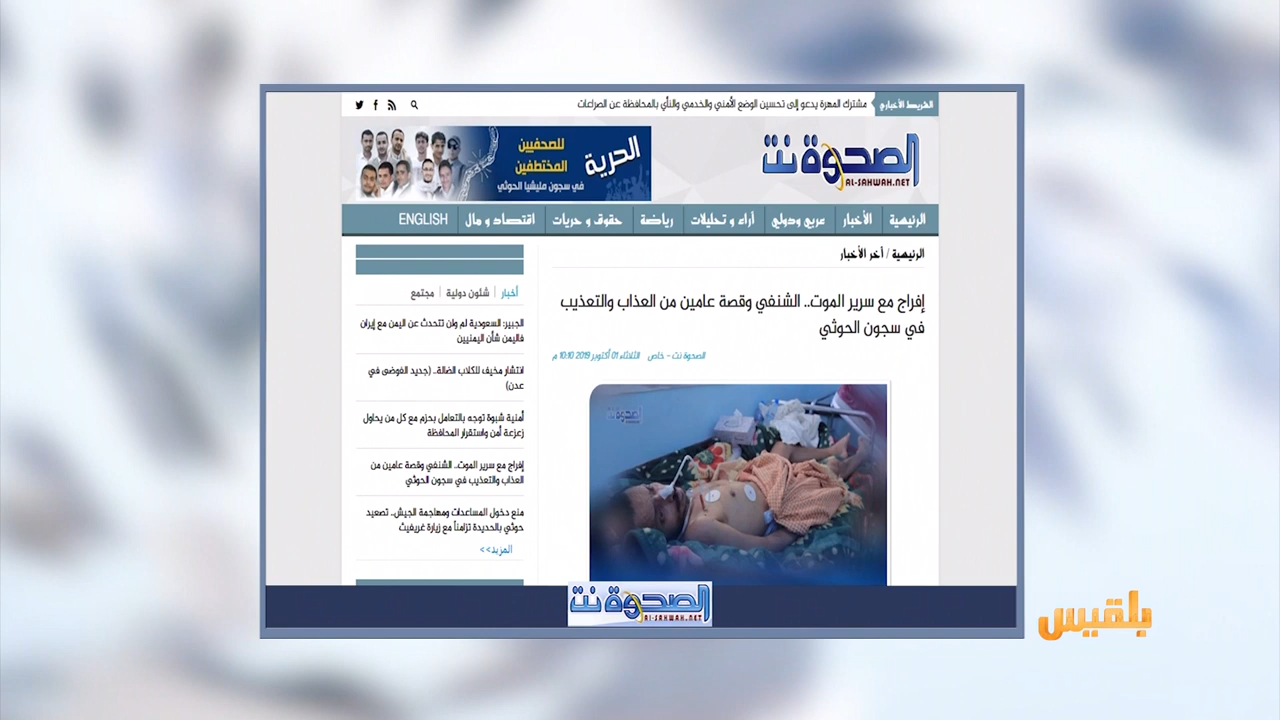 الشريط الأخباري
مشترك المهرة يدعو إلى تحسين الوضع الأمني والخدمي والنأي بالمحافظة عن الصراعات
الصحوة نت
AL-SAHWAH.NET
الحرية
للصحفيين
المختطفين
في سجون مليشيا الحوثي
الرئيسية
الأخبار
عربي ودولي
آراء و تحليلات
رياضة
حقوق و حريات
اقتصاد و مال
ENGLISH
الرئيسية / آخر الأخبار
إفراج مع سرير الموت.. الشنفي وقصة عامين من العذاب والتعذيب
في سجون الحوثي
الصحوة نت - خاص الثلاثاء 01 أكتوبر 2019 10:10 م
الصحوة نت
أخبار
شئون دولية
مجتمع
الجبير: السعودية لم ولن تتحدث عن اليمن مع إيران
فاليمن شأن اليمنيين
انتشار مخيف للكلاب الضالة.. (جديد الفوضى في
عدن)
أمنية شبوة توجه بالتعامل بحزم مع كل من يحاول
زعزعة أمن واستقرار المحافظة
إفراج مع سرير الموت.. الشنفي وقصة عامين من
العذاب والتعذيب في سجون الحوثي
منع دخول المساعدات ومهاجمة الجيش.. تصعيد
حوثي بالحديدة تزامناً مع زيارة غريفيث
المزيد>>
الصحوة نت
AL-SAHWAH.NET
بلقيس